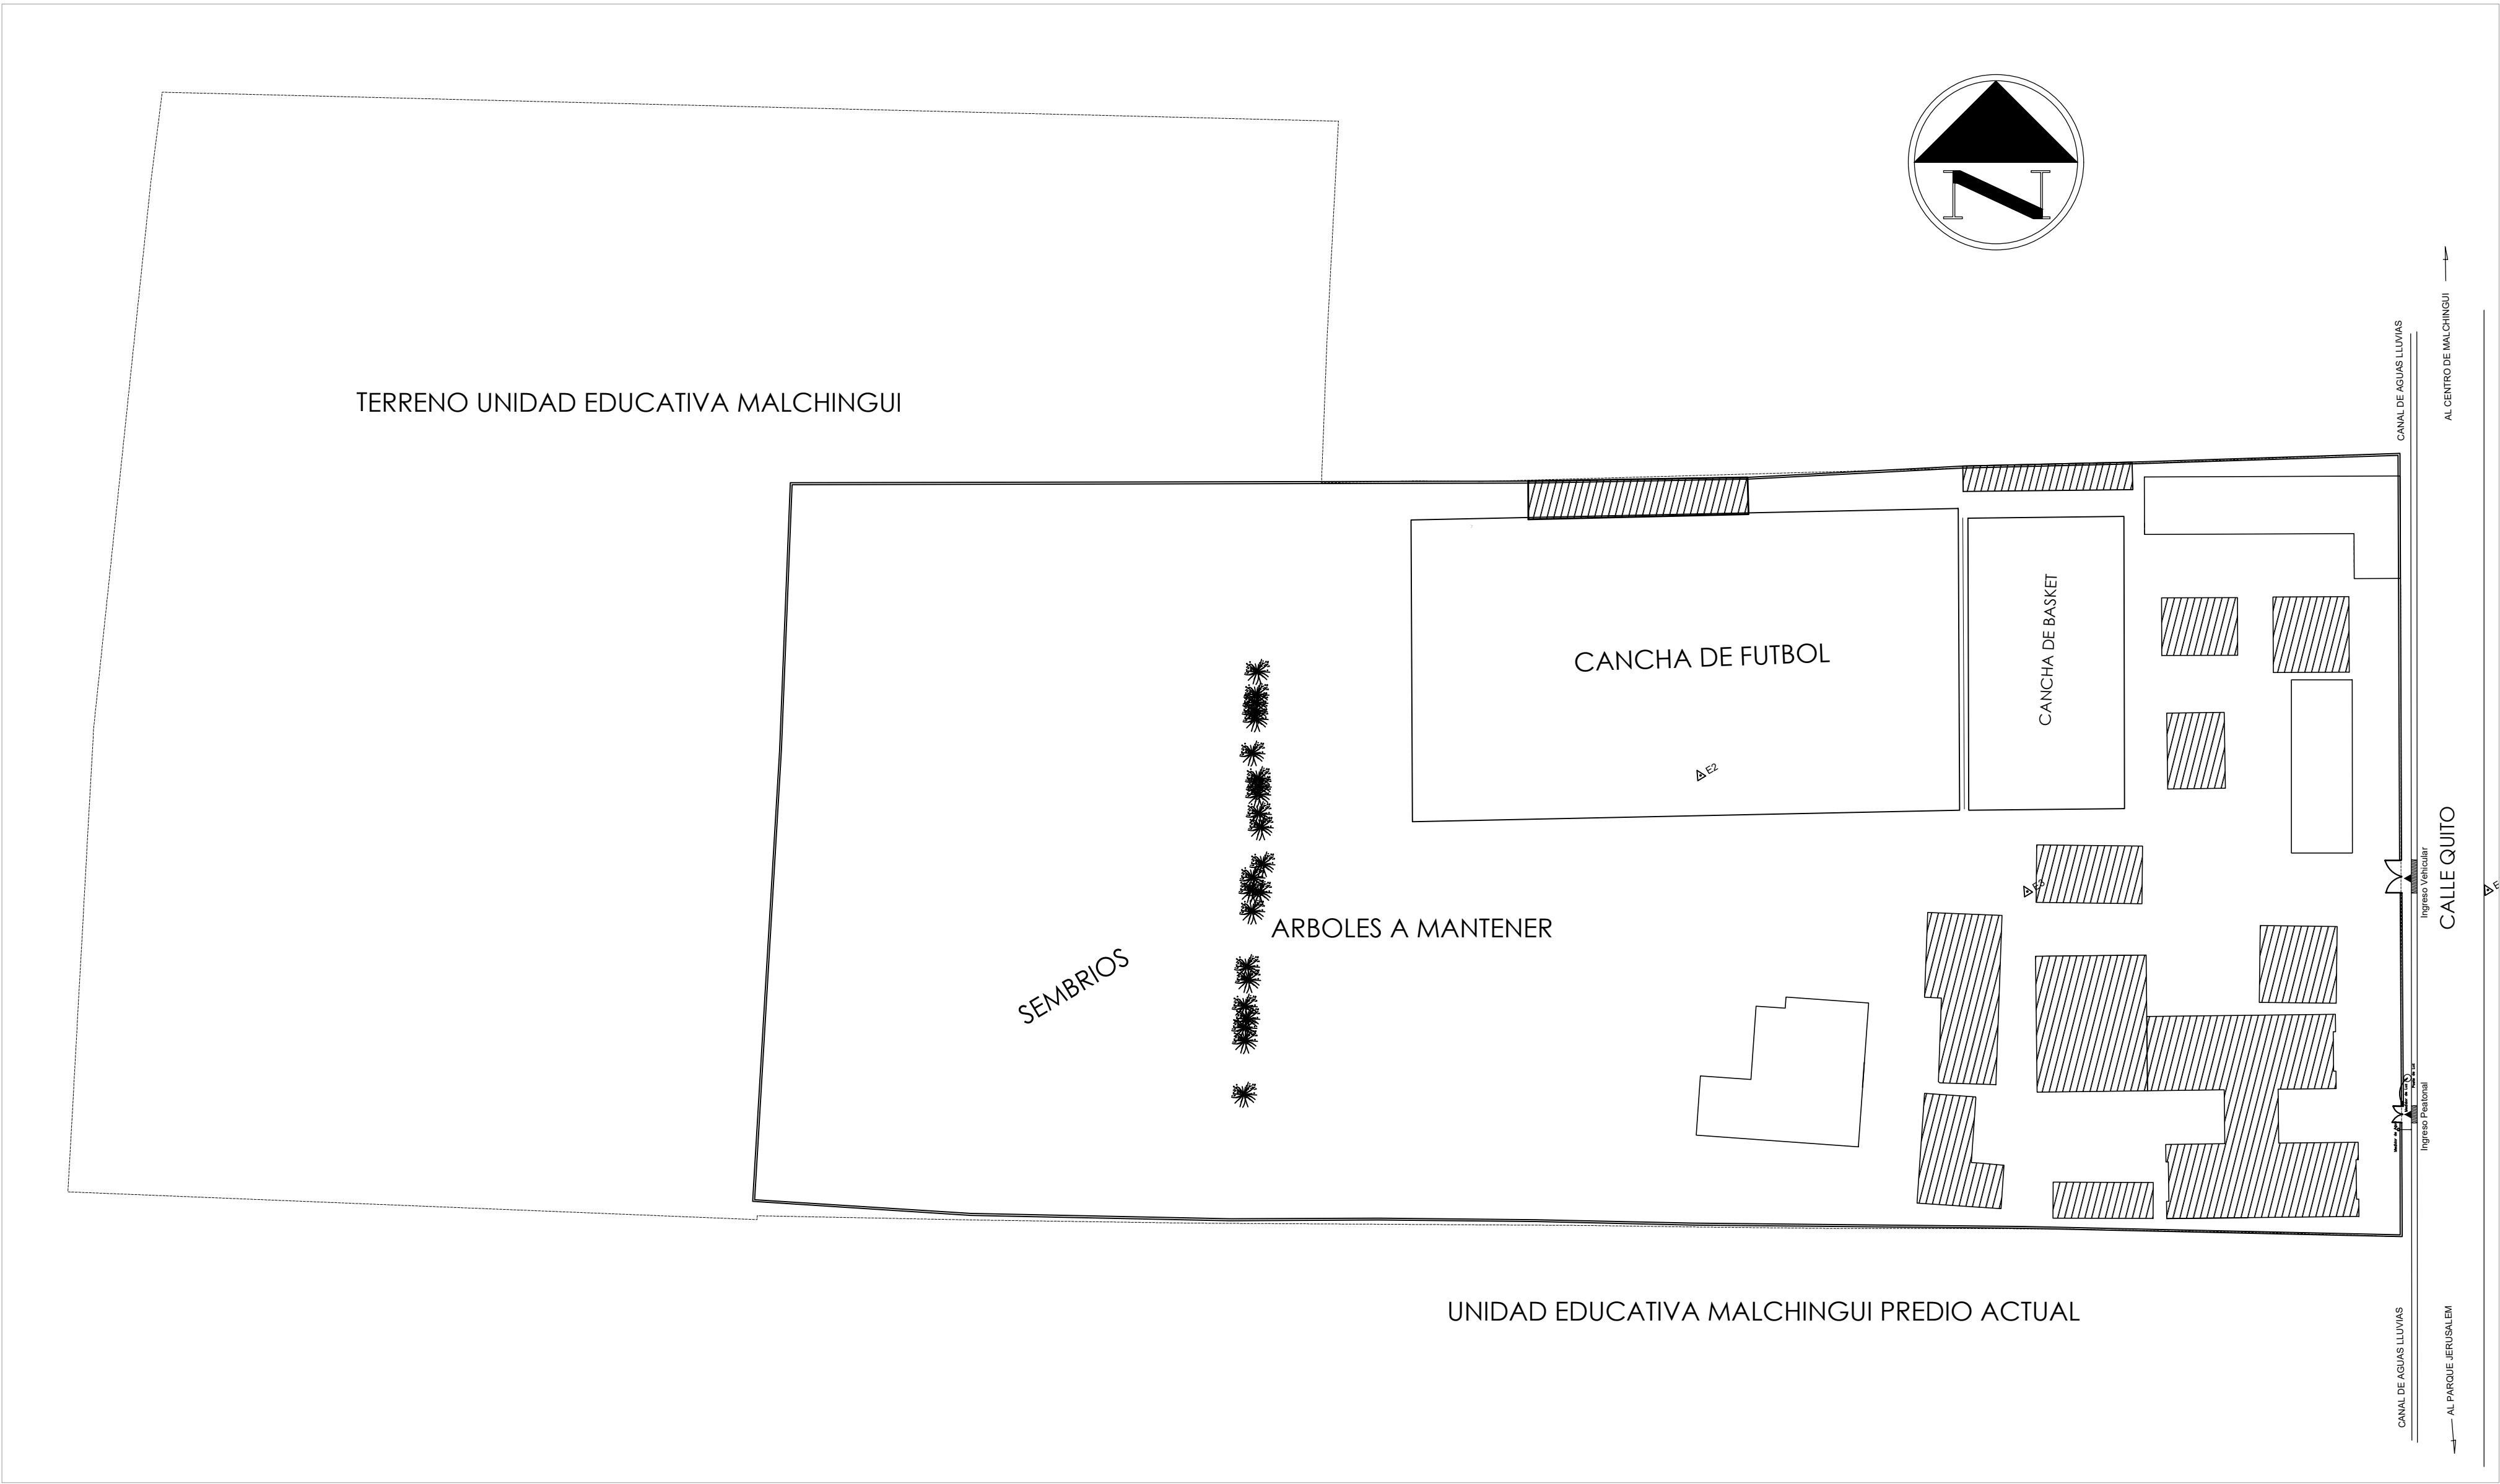 N
AL CENTRO DE MALCHINGUI
CANAL DE AGUAS LLUVIAS
TERRENO UNIDAD EDUCATIVA MALCHINGUI
CANCHA DE FUTBOL
CANCHA DE BASKET
E2
CALLE QUITO
Ingreso Vehicular
E3
ARBOLES A MANTENER
SEMBRIOS
Ingreso Peatonal
UNIDAD EDUCATIVA MALCHINGUI PREDIO ACTUAL
CANAL DE AGUAS LLUVIAS
AL PARQUE JERUSALEM